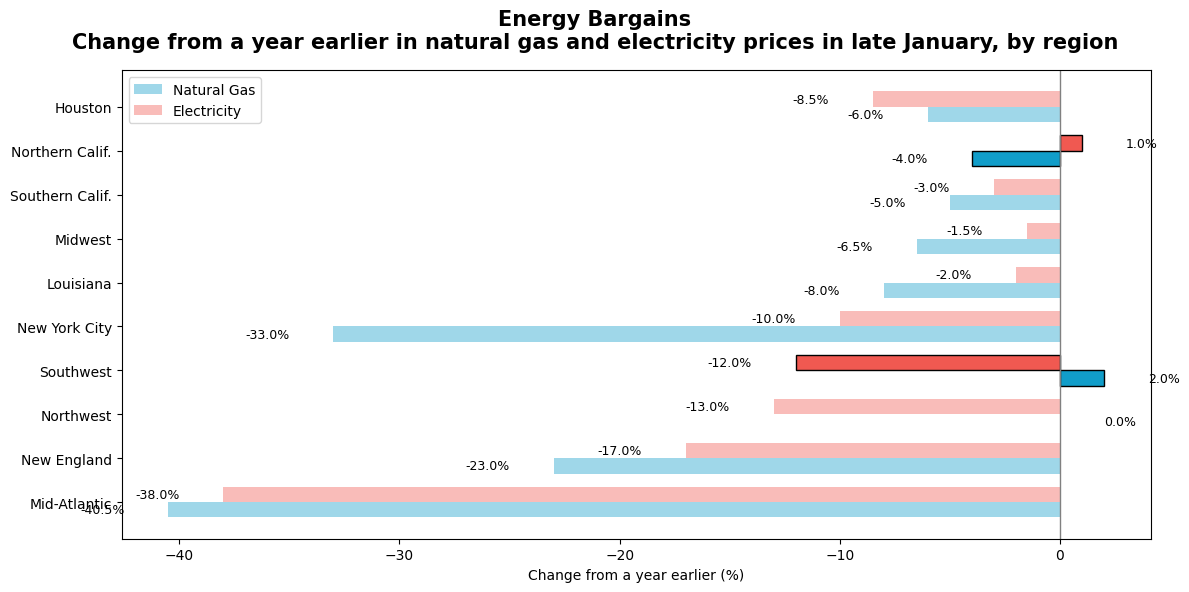 Energy Bargains
Change from a year earlier in natural gas and electricity prices in late January, by region
Natural Gas
Electricity
Houston
-8.5%
-6.0%
Northern Calif.
1.0%
-4.0%
Southern Calif.
-3.0%
-5.0%
Midwest
-1.5%
-6.5%
Louisiana
-2.0%
-8.0%
New York City
-10.0%
-33.0%
Southwest
-12.0%
2.0%
Northwest
-13.0%
0.0%
New England
-17.0%
-23.0%
Mid-Atlantic
-38.0%
-40.5%
−40 −30 −20 −10 0
Change from a year earlier (%)